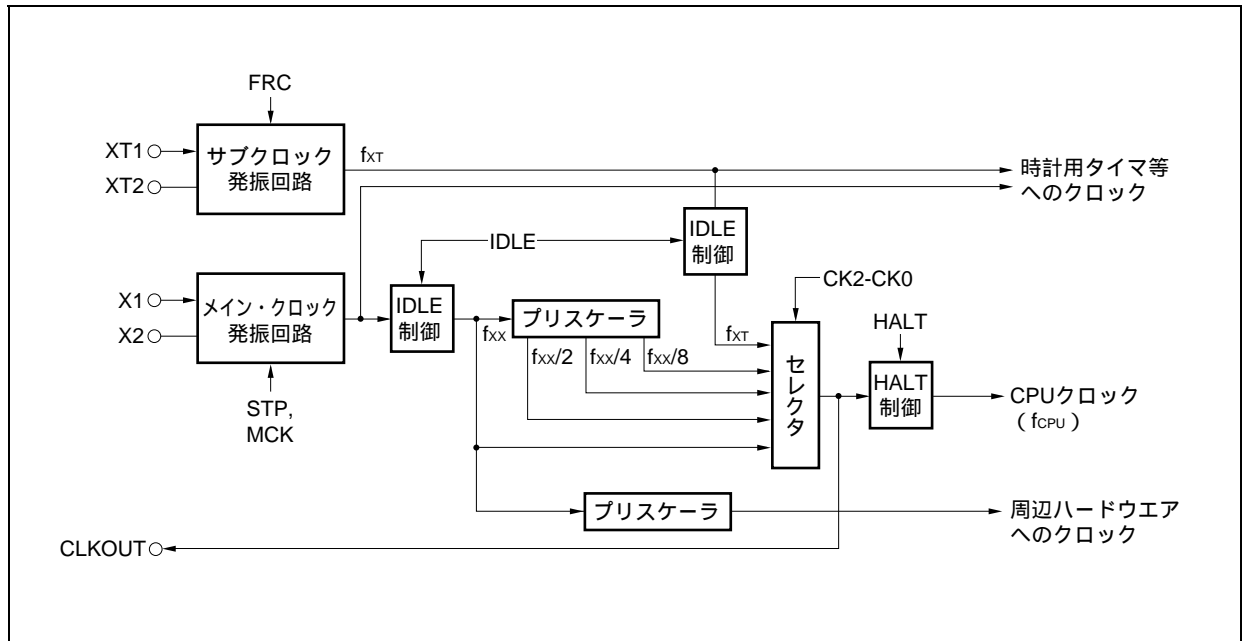 FRC
XT1
XT2
サブクロック
発振回路
fXT
時計用タイマ等
へのクロック
IDLE
IDLE
制御
X1
X2
メイン・クロック
発振回路
IDLE
制御
fXX
プリスケーラ
fXX/2
fXX/4
fXX/8
fXT
CK2-CK0
セレクタ
HALT
HALT
制御
CPUクロック
(fCPU)
STP,
MCK
プリスケーラ
周辺ハードウエア
へのクロック
CLKOUT